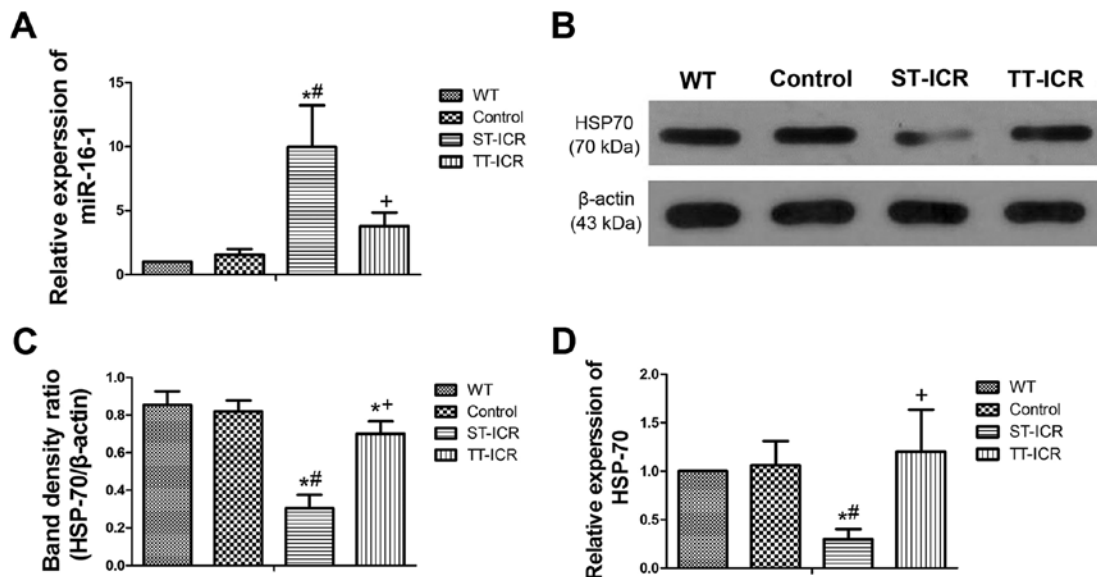 A
Relative experssion of
miR-16-1
15
10
5
0
*#
+
WT
Control
ST-ICR
TT-ICR
B
WT Control ST-ICR TT-ICR
HSP70
(70 kDa)
β-actin
(43 kDa)
C
Band density ratio
(HSP-70/β-actin)
1.0
0.8
0.6
0.4
0.2
0.0
*#
*+
WT
Control
ST-ICR
TT-ICR
D
Relative experssion of
HSP-70
2.0
1.5
1.0
0.5
0.0
*#
+
WT
Control
ST-ICR
TT-ICR